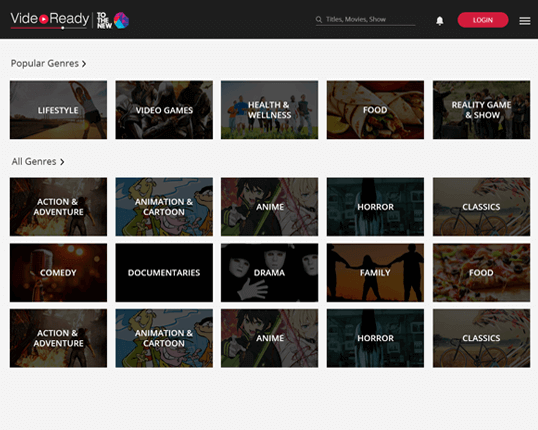 VideoReady
TO
THE
NEW
Titles, Movies, Show
LOGIN
Popular Genres
LIFESTYLE
VIDEO GAMES
HEALTH &
WELLNESS
FOOD
REALITY GAME
& SHOW
All Genres
ACTION &
ADVENTURE
ANIMATION &
CARTOON
ANIME
HORROR
CLASSICS
COMEDY
DOCUMENTARIES
DRAMA
FAMILY
FOOD
ACTION &
ADVENTURE
ANIMATION &
CARTOON
ANIME
HORROR
CLASSICS